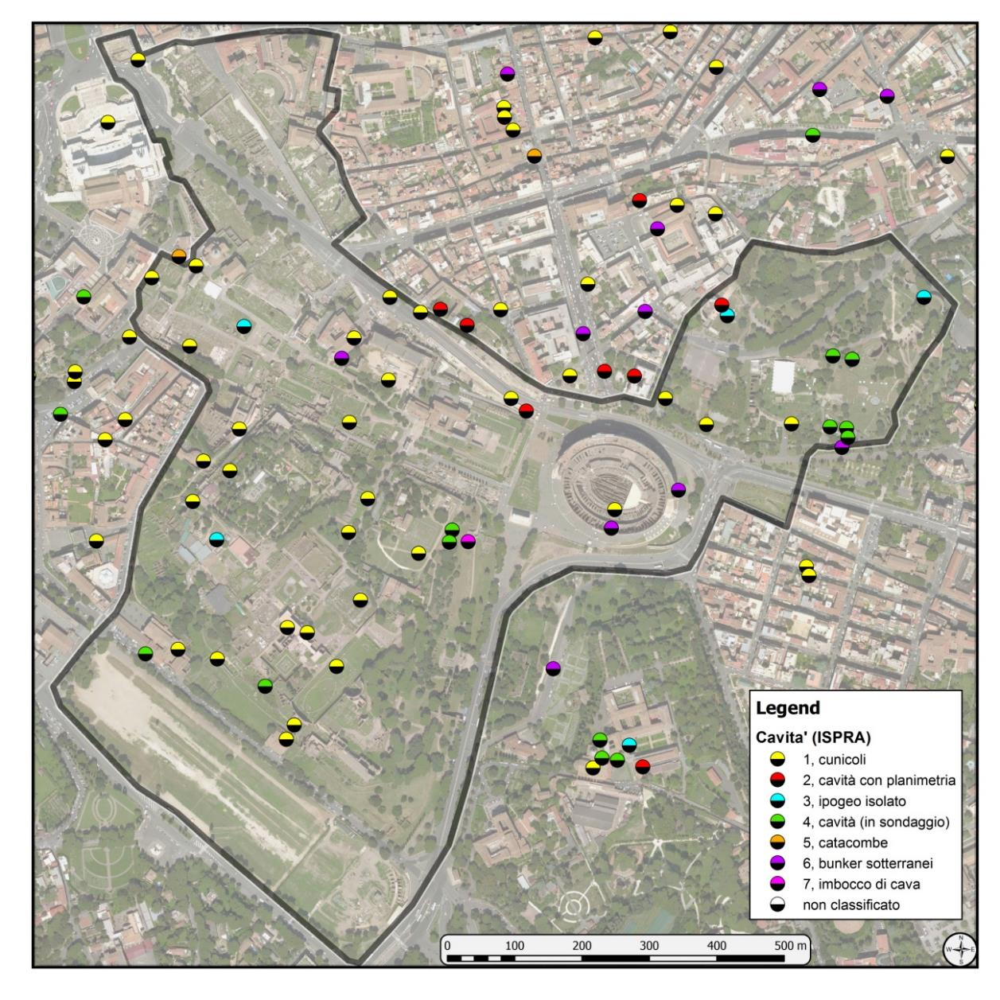 Legend
Cavita' (ISPRA)
1, cunicoli
2, cavità con planimetria
3, ipogeo isolato
4, cavità (in sondaggio)
5, catacombe
6, bunker sotterranei
7, imbocco di cava
non classificato
0 100 200 300 400 500 m
N
W E
S